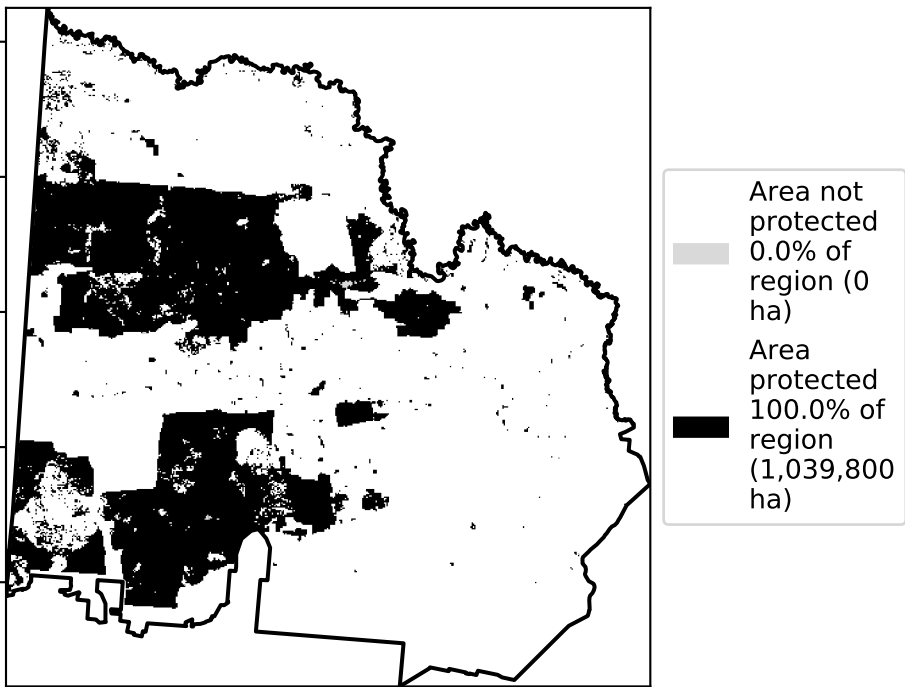 Area not
protected
0.0% of
region (0
ha)
Area
protected
100.0% of
region
(1,039,800
ha)